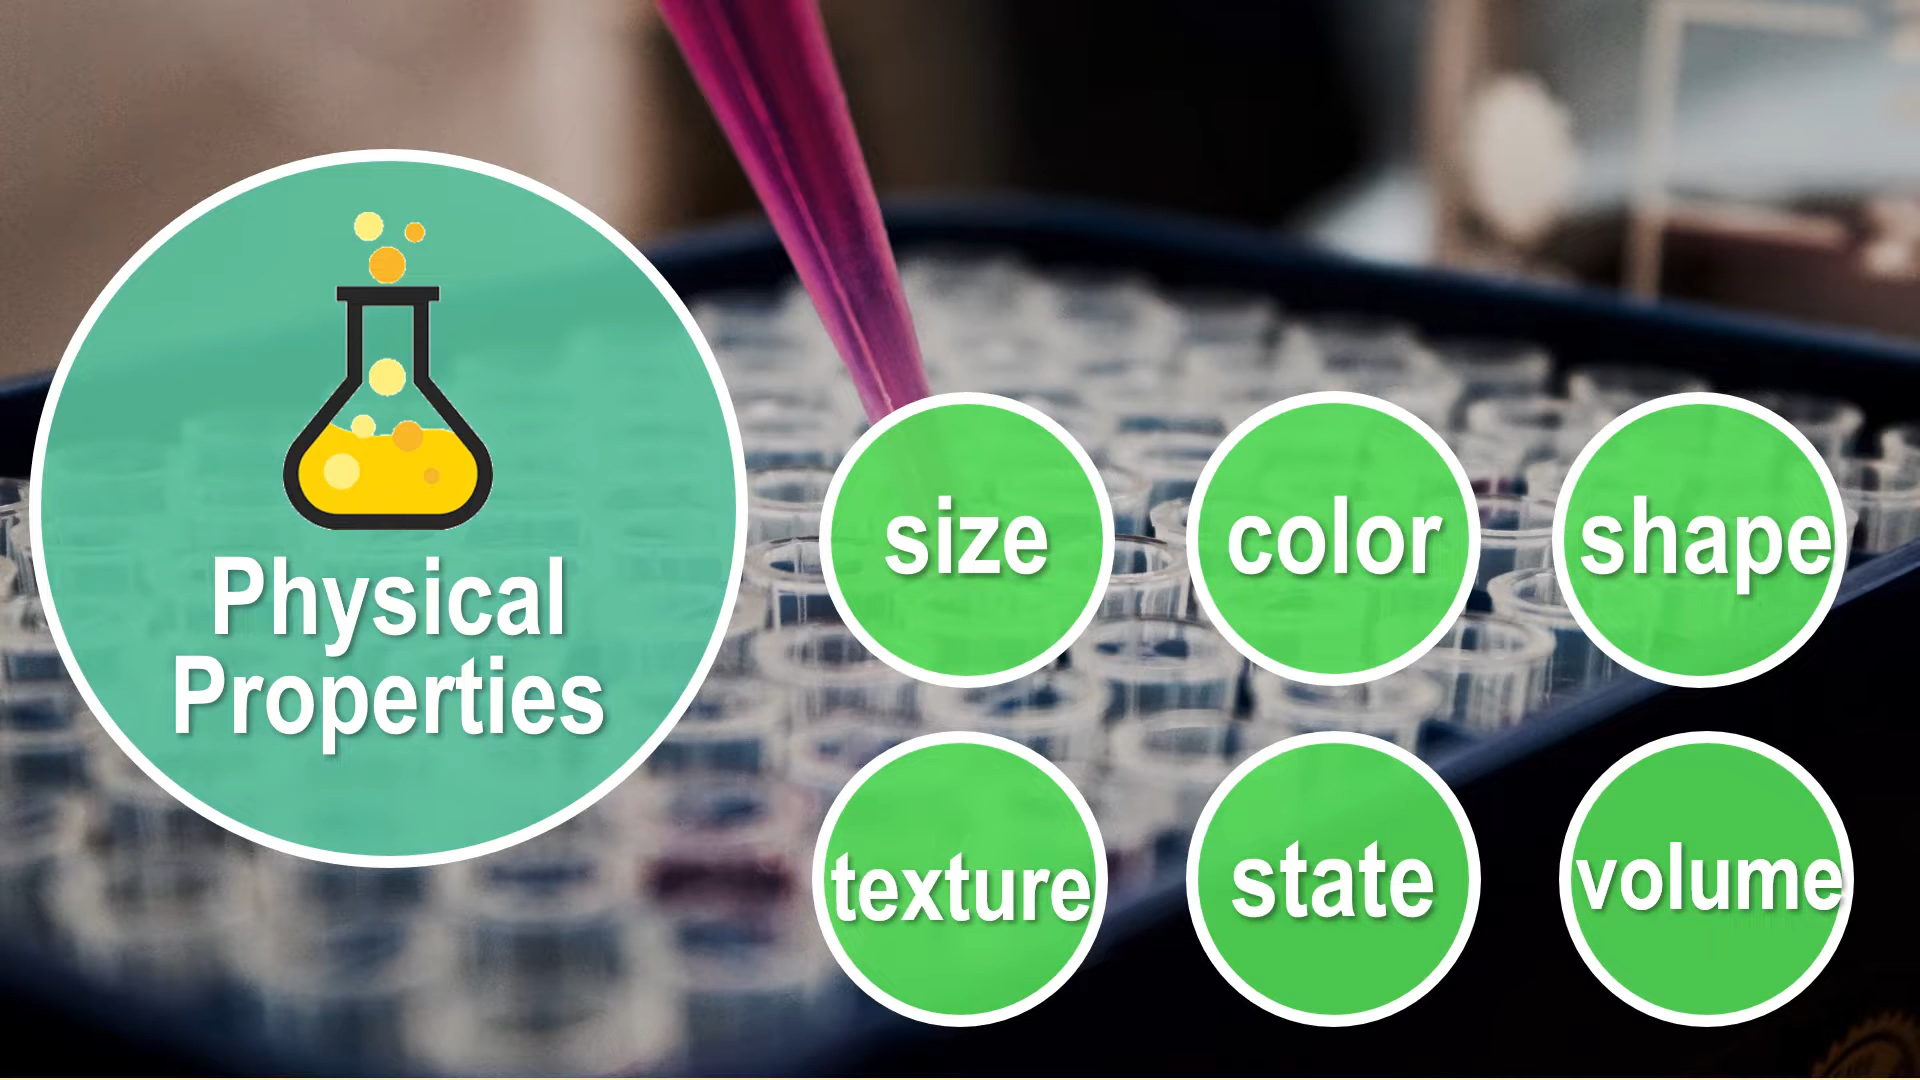 Physical
Properties
size
color
shape
texture
state
volume